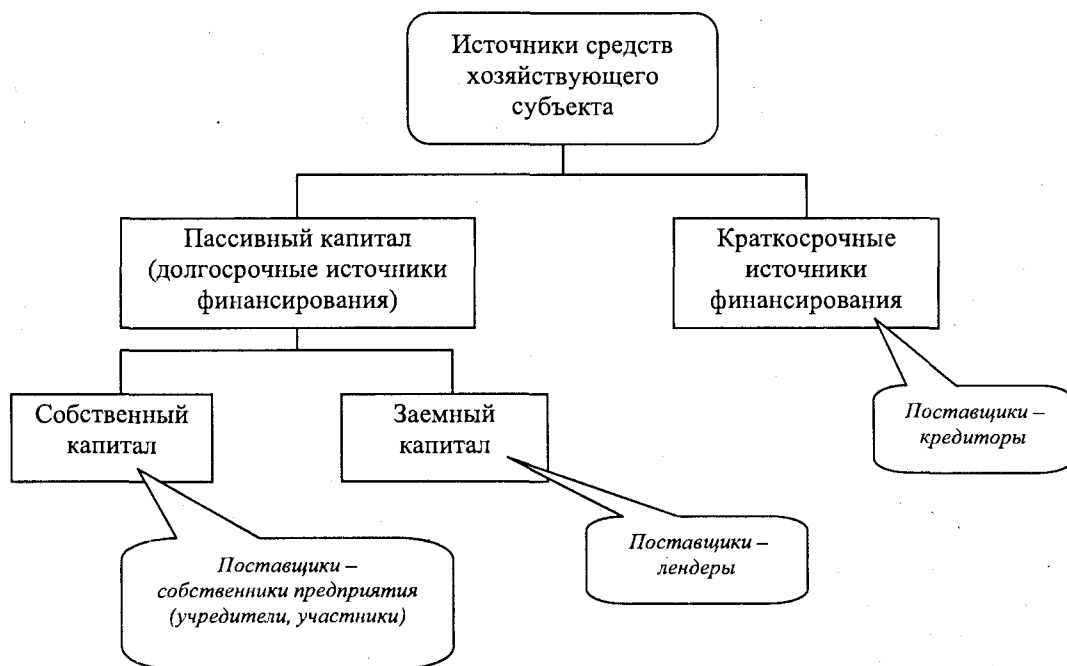 Источники средств
хозяйствующего
субъекта
Пассивный капитал
(долгосрочные источники
финансирования)
Краткосрочные
источники
финансирования
Собственный
капитал
Заемный
капитал
Поставщики –
кредиторы
Поставщики –
собственники предприятия
(учредители, участники)
Поставщики –
лендеры